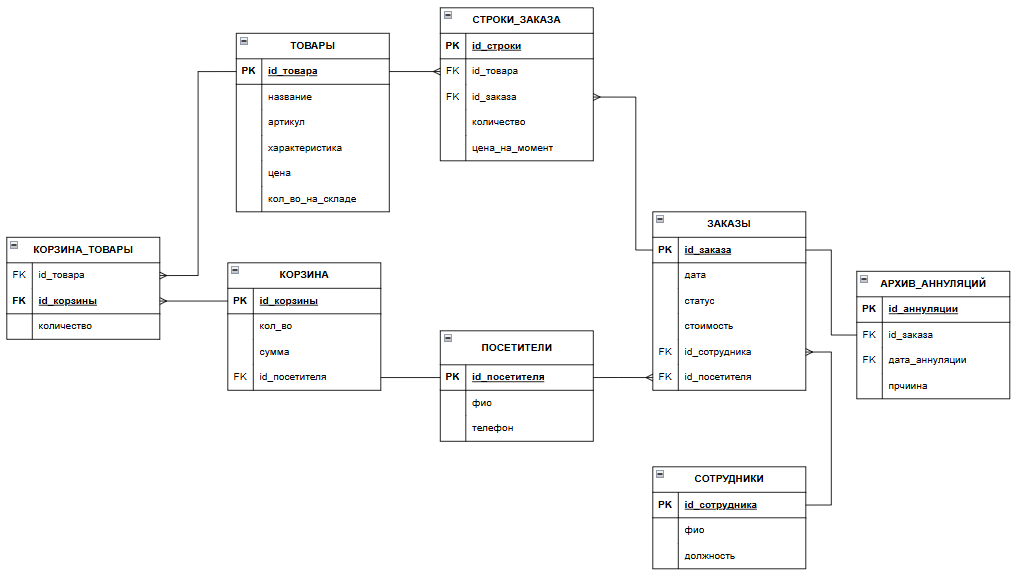 СТРОКИ_ЗАКАЗА
PK id_строки
FK id_товара
FK id_заказа
количество
цена_на_момент
ТОВАРЫ
PK id_товара
название
артикул
характеристика
цена
кол_во_на_складе
КОРЗИНА_ТОВАРЫ
FK id_товара
FK id_корзины
количество
КОРЗИНА
PK id_корзины
кол_во
сумма
FK id_посетителя
ПОСЕТИТЕЛИ
PK id_посетителя
фио
телефон
ЗАКАЗЫ
PK id_заказа
дата
статус
стоимость
FK id_сотрудника
FK id_посетителя
АРХИВ_АННУЛЯЦИЙ
PK id_аннуляции
FK id_заказа
FK дата_аннуляции
прчиина
СОТРУДНИКИ
PK id_сотрудника
фио
должность